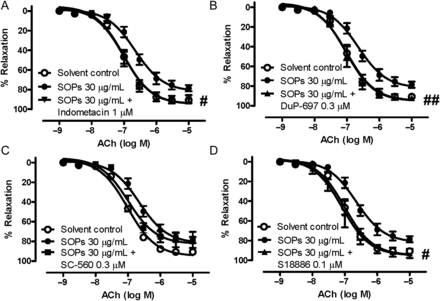 A
% Relaxation
0
20
40
60
80
100
Solvent control
SOPs 30 μg/mL
SOPs 30 μg/mL +
Indometacin 1 μM
#
-9 -8 -7 -6 -5
ACh (log M)
B
% Relaxation
0
20
40
60
80
100
Solvent control
SOPs 30 μg/mL
SOPs 30 μg/mL +
DuP-697 0.3 μM
##
-9 -8 -7 -6 -5
ACh (log M)
C
% Relaxation
0
20
40
60
80
100
Solvent control
SOPs 30 μg/mL
SOPs 30 μg/mL +
SC-560 0.3 μM
-9 -8 -7 -6 -5
ACh (log M)
D
% Relaxation
0
20
40
60
80
100
Solvent control
SOPs 30 μg/mL
SOPs 30 μg/mL +
S18886 0.1 μM
#
-9 -8 -7 -6 -5
ACh (log M)